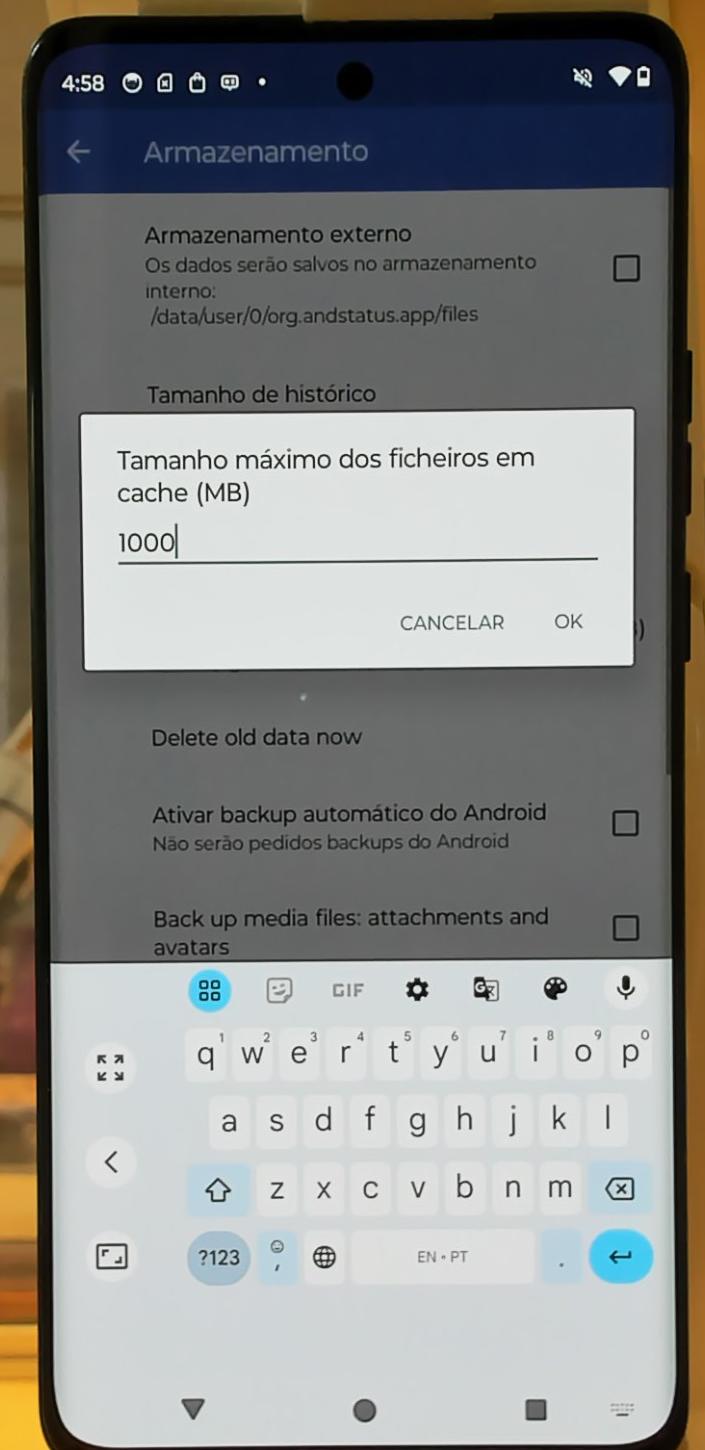 4:58
Armazenamento
Armazenamento externo
Os dados serão salvos no armazenamento
interno:
/data/user/0/org.andstatus.app/files
Tamanho de histórico
Tamanho máximo dos ficheiros em
cache (MB)
1000
CANCELAR OK
)
Delete old data now
Ativar backup automático do Android
Não serão pedidos backups do Android
Back up media files: attachments and
avatars
GIF
1 2 3 4 5 6 7 8 9 0
q w e r t y u i o p
a s d f g h j k l
z x c v b n m
?123 , EN • PT .